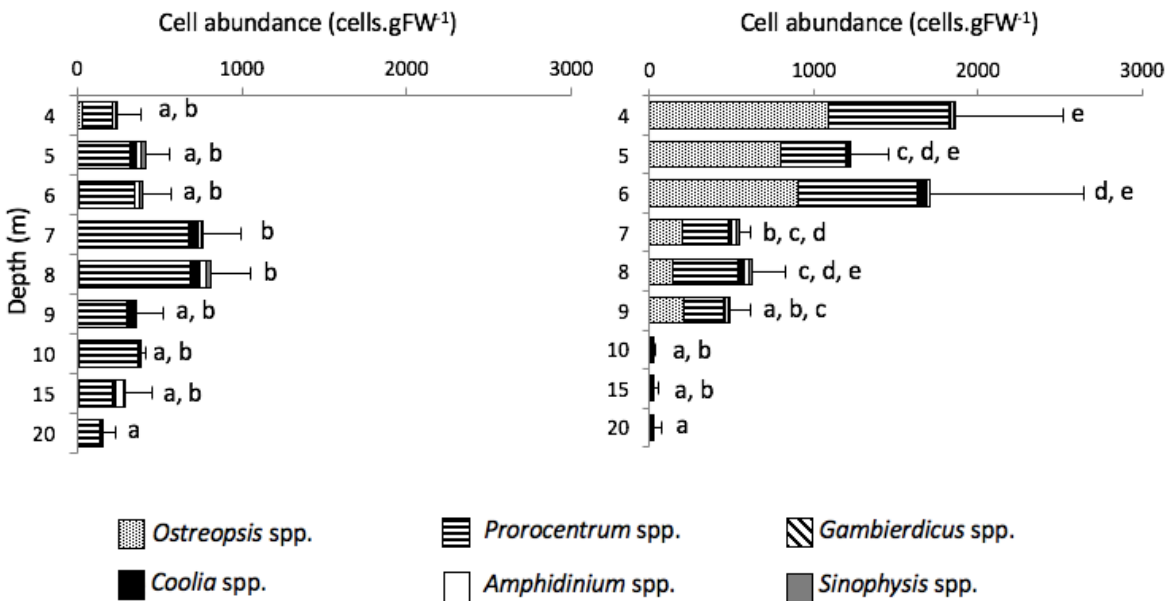 Cell abundance (cells.gFW⁻¹)
0 1000 2000 3000
Depth (m)
4 a, b
5 a, b
6 a, b
7 b
8 b
9 a, b
10 a, b
15 a, b
20 a
Cell abundance (cells.gFW⁻¹)
0 1000 2000 3000
4 e
5 c, d, e
6 d, e
7 b, c, d
8 c, d, e
9 a, b, c
10 a, b
15 a, b
20 a
Ostreopsis spp. Prorocentrum spp. Gambierdicus spp.
Coolia spp. Amphidinium spp. Sinophysis spp.